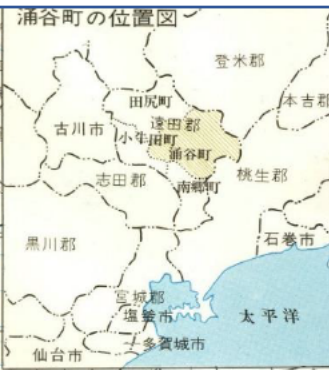 涌谷町の位置図
登米郡
田尻町
本吉郡
遠田郡
古川市
小牛田町
涌谷町
志田郡
桃生郡
南郷町
黒川郡
石巻市
宮城郡
塩釜市
太平洋
多賀城市
仙台市